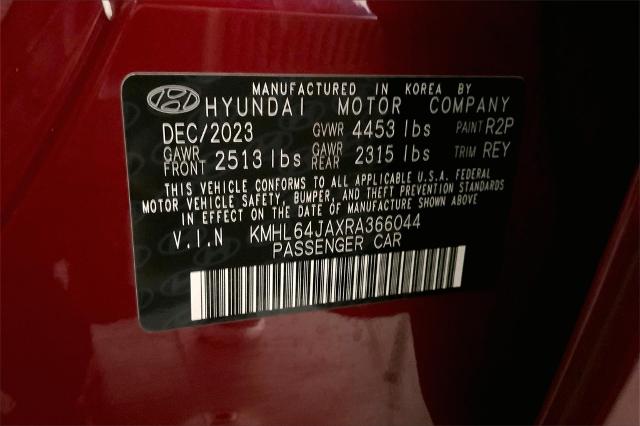 MANUFACTURED IN KOREA BY
HYUNDAI MOTOR COMPANY
DEC/2023 GVWR 4453 lbs PAINT R2P
GAWR FRONT 2513 lbs GAWR REAR 2315 lbs TRIM REY
THIS VEHICLE CONFORMS TO ALL APPLICABLE U.S.A. FEDERAL
MOTOR VEHICLE SAFETY, BUMPER, AND THEFT PREVENTION STANDARDS
IN EFFECT ON THE DATE OF MANUFACTURE SHOWN ABOVE
V.I.N KMHL64JAXRA366044
PASSENGER CAR